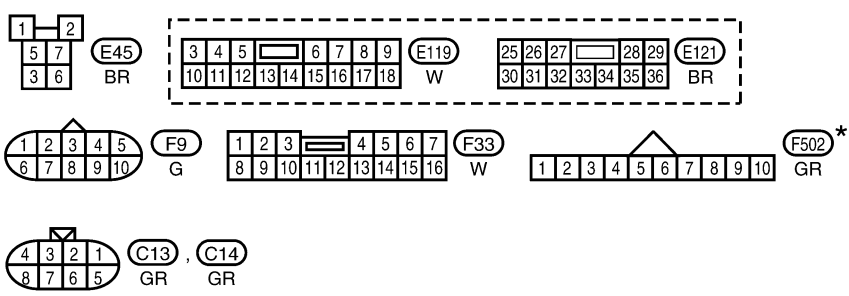 1 2
5 7 E45
3 6 BR
3 4 5 6 7 8 9 E119
10 11 12 13 14 15 16 17 18 W
25 26 27 28 29 E121
30 31 32 33 34 35 36 BR
1 2 3 4 5 F9
6 7 8 9 10 G
1 2 3 4 5 6 7 F33
8 9 10 11 12 13 14 15 16 W
F502 *
1 2 3 4 5 6 7 8 9 10 GR
4 3 2 1 C13 , C14
8 7 6 5 GR GR